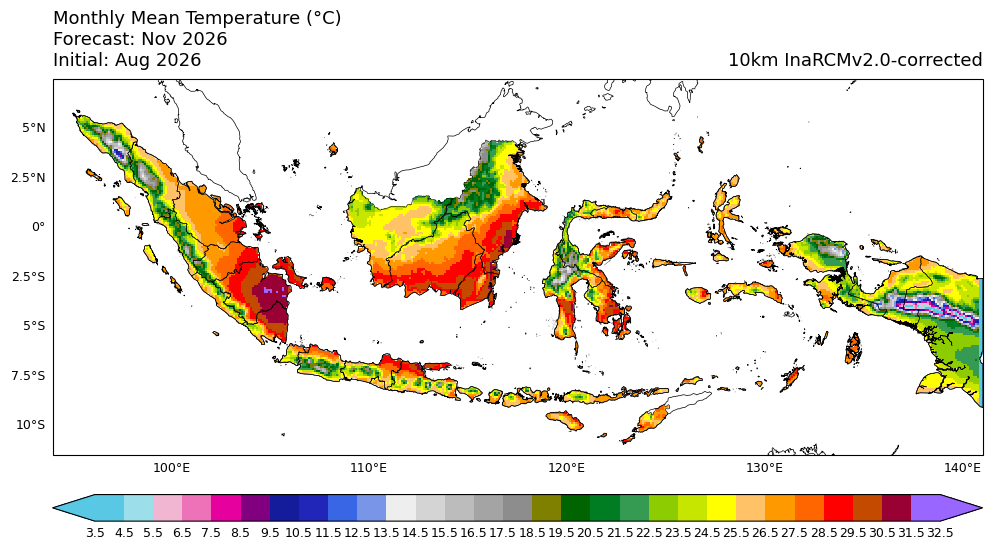 Monthly Mean Temperature (°C)
Forecast: Nov 2026
Initial: Aug 2026
10km InaRCMv2.0-corrected
5°N
2.5°N
0°
2.5°S
5°S
7.5°S
10°S
100°E 110°E 120°E 130°E 140°E
3.5 4.5 5.5 6.5 7.5 8.5 9.5 10.5 11.5 12.5 13.5 14.5 15.5 16.5 17.5 18.5 19.5 20.5 21.5 22.5 23.5 24.5 25.5 26.5 27.5 28.5 29.5 30.5 31.5 32.5